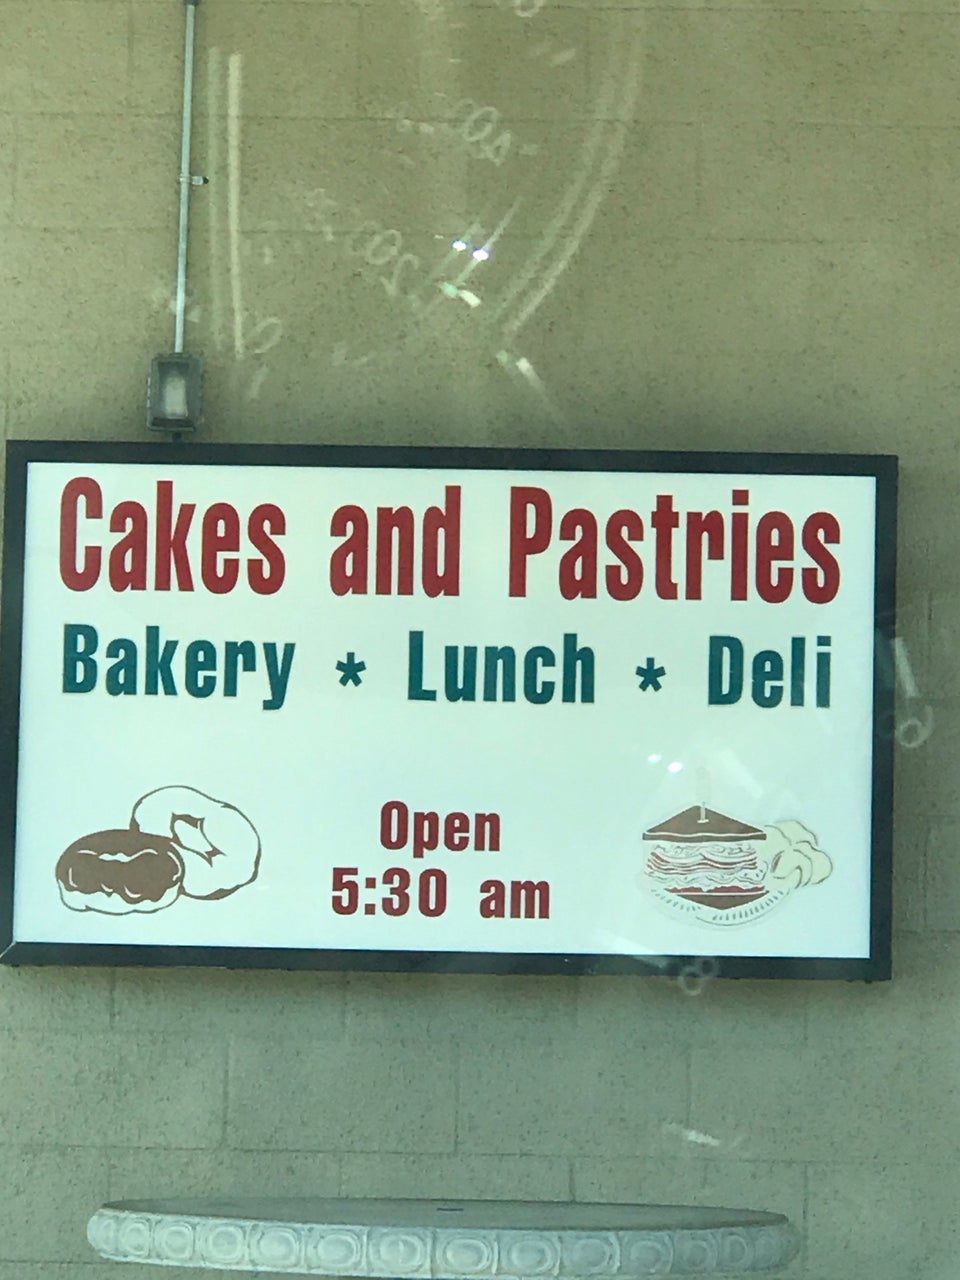 Cakes and Pastries
Bakery * Lunch * Deli
Open
5:30 am